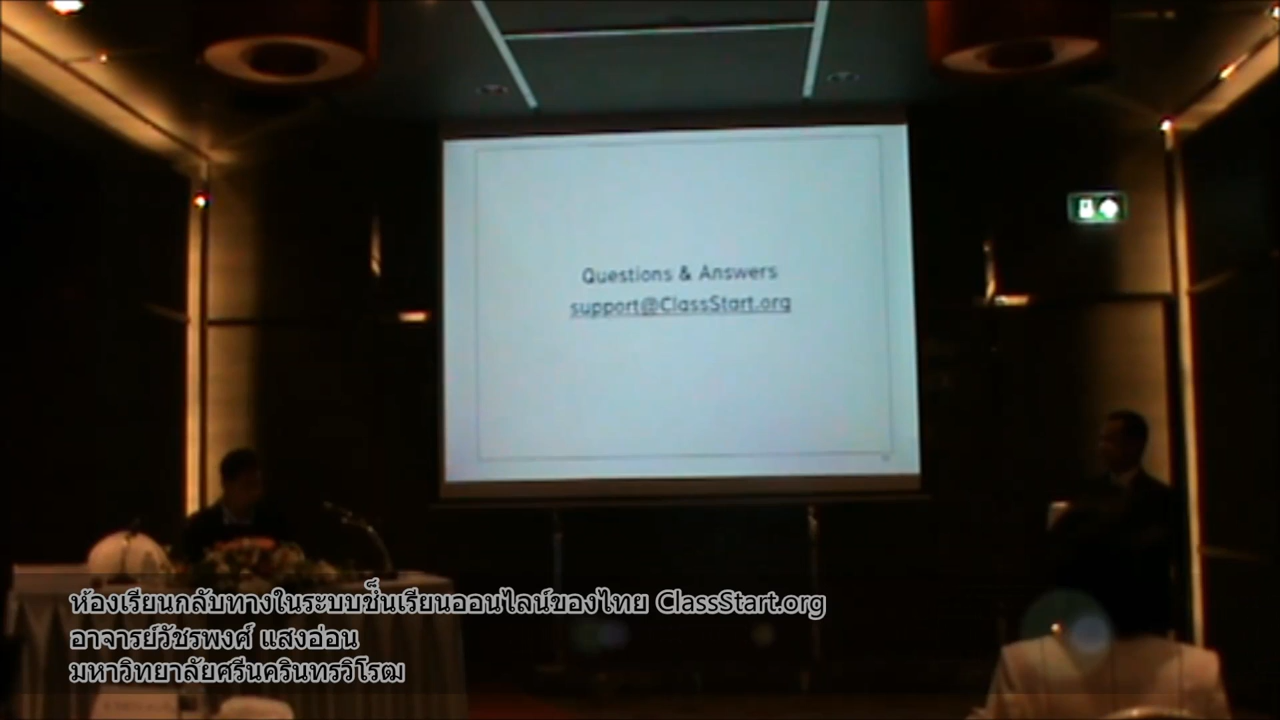 Questions & Answers
support@ClassStart.org
ห้องเรียนกลับทางในระบบชั้นเรียนออนไลน์ของไทย ClassStart.org
อาจารย์วัชรพงศ์ แสงอ่อน
มหาวิทยาลัยศรีนครินทรวิโรฒ